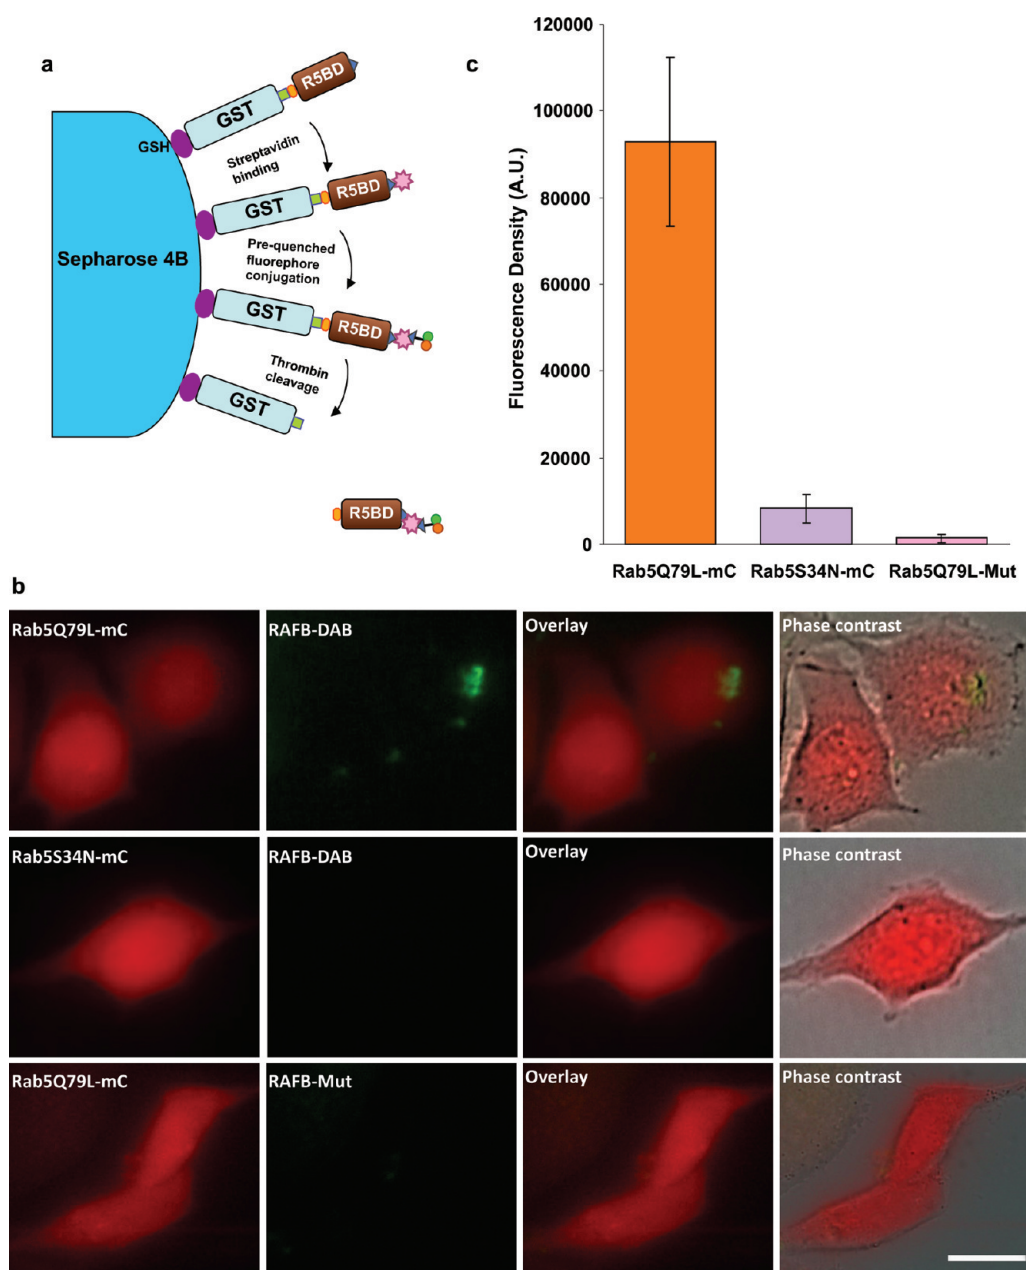 a
GSH
GST
R5BD
Streptavidin
binding
GST
R5BD
Sepharose 4B
Pre-quenched
fluorephore
conjugation
GST
R5BD
Thrombin
cleavage
GST
R5BD
c
Fluorescence Density (A.U.)
120000
100000
80000
60000
40000
20000
0
Rab5Q79L-mC Rab5S34N-mC Rab5Q79L-Mut
b
Rab5Q79L-mC RAFB-DAB Overlay Phase contrast
Rab5S34N-mC RAFB-DAB Overlay Phase contrast
Rab5Q79L-mC RAFB-Mut Overlay Phase contrast